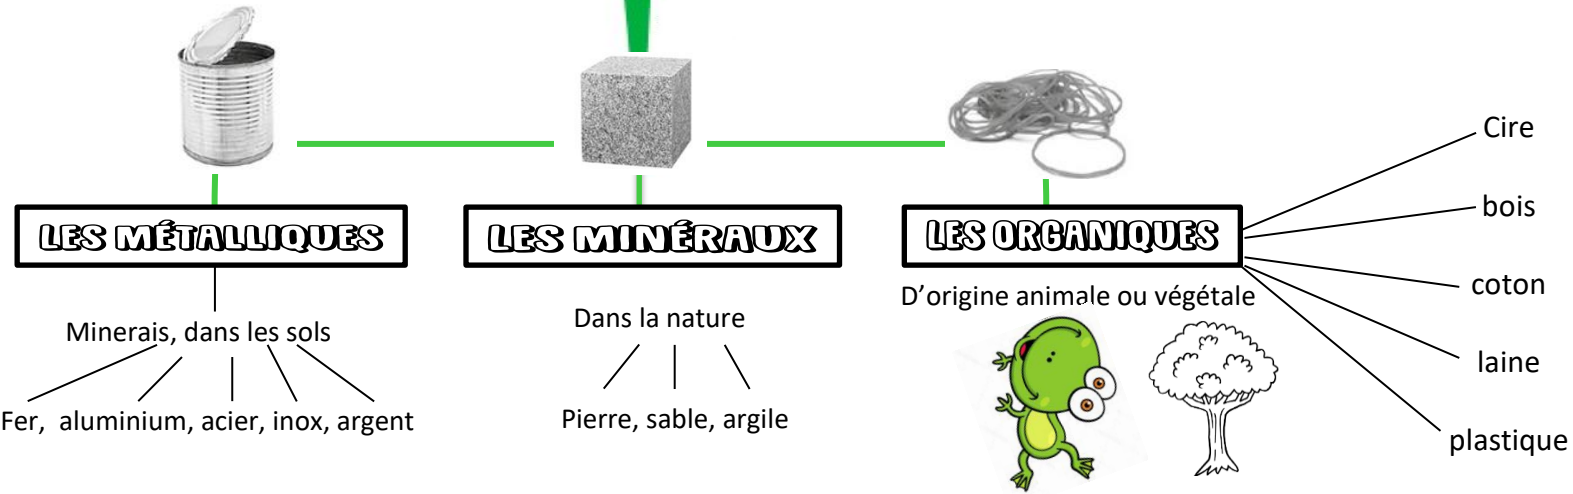 LES MÉTALLIQUES
Minerais, dans les sols
Fer, aluminium, acier, inox, argent
LES MINÉRAUX
Dans la nature
Pierre, sable, argile
LES ORGANIQUES
D’origine animale ou végétale
Cire
bois
coton
laine
plastique